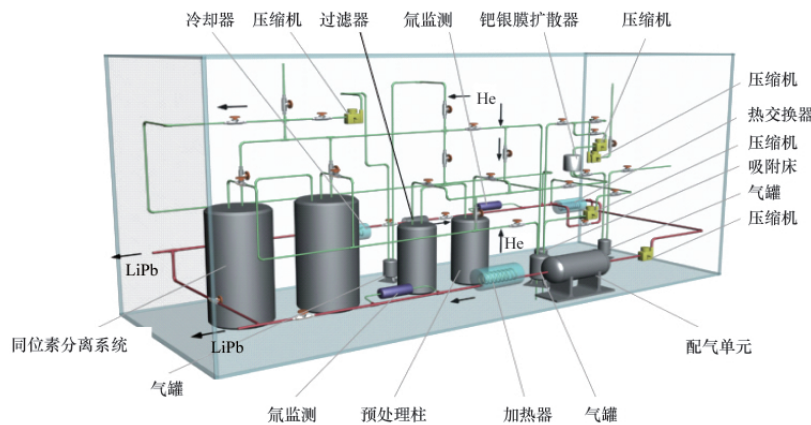 冷却器
压缩机
过滤器
氚监测
钯银膜扩散器
压缩机
压缩机
热交换器
压缩机
吸附床
气罐
压缩机
He
He
LiPb
LiPb
同位素分离系统
气罐
氚监测
预处理柱
加热器
气罐
配气单元